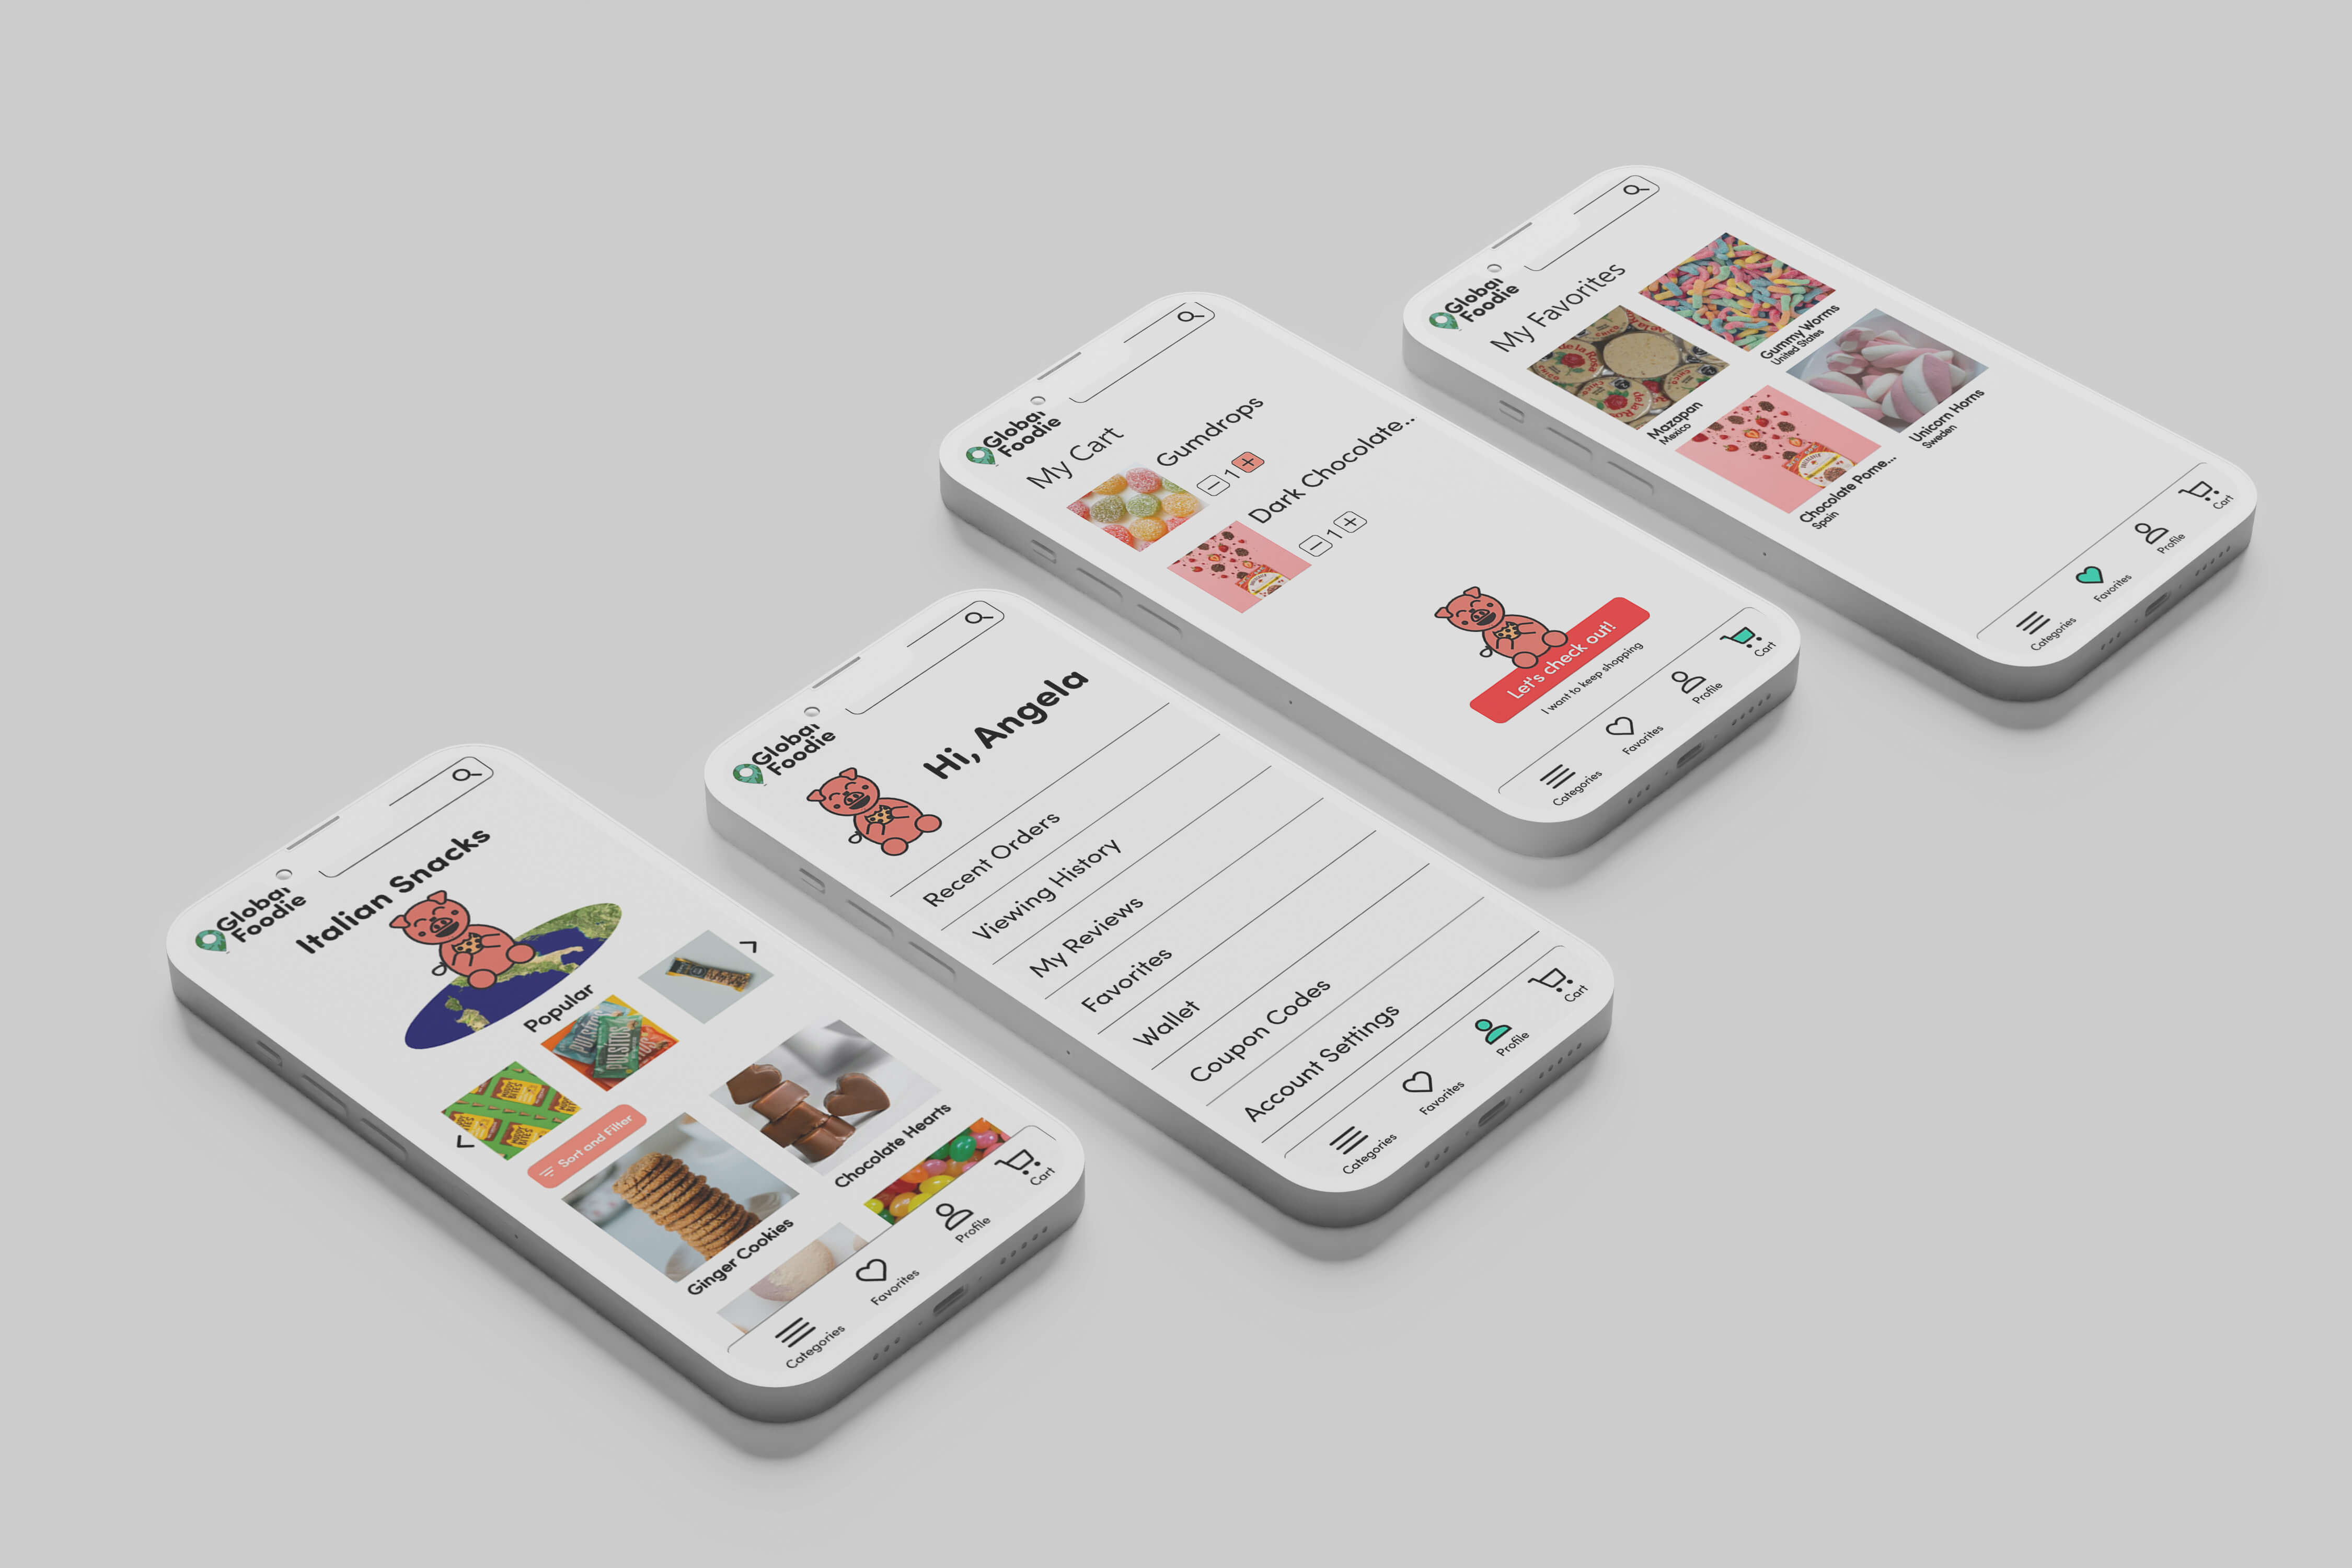 Global
Foodie
Italian Snacks
Popular
PULSITOS
Sort and Filter
Ginger Cookies
Chocolate Hearts
Categories
Favorites
Profile
Cart
Global
Foodie
Hi, Angela
Recent Orders
Viewing History
My Reviews
Favorites
Wallet
Coupon Codes
Account Settings
Categories
Favorites
Profile
Cart
Global
Foodie
My Cart
Gumdrops
1
Dark Chocolate..
1
Let's check out!
I want to keep shopping
Categories
Favorites
Profile
Cart
Global
Foodie
My Favorites
de la Rosa
Mazapan
Mexico
Gummy Worms
United States
Chocolate Pome...
Spain
Unicorn Horns
Sweden
Categories
Favorites
Profile
Cart